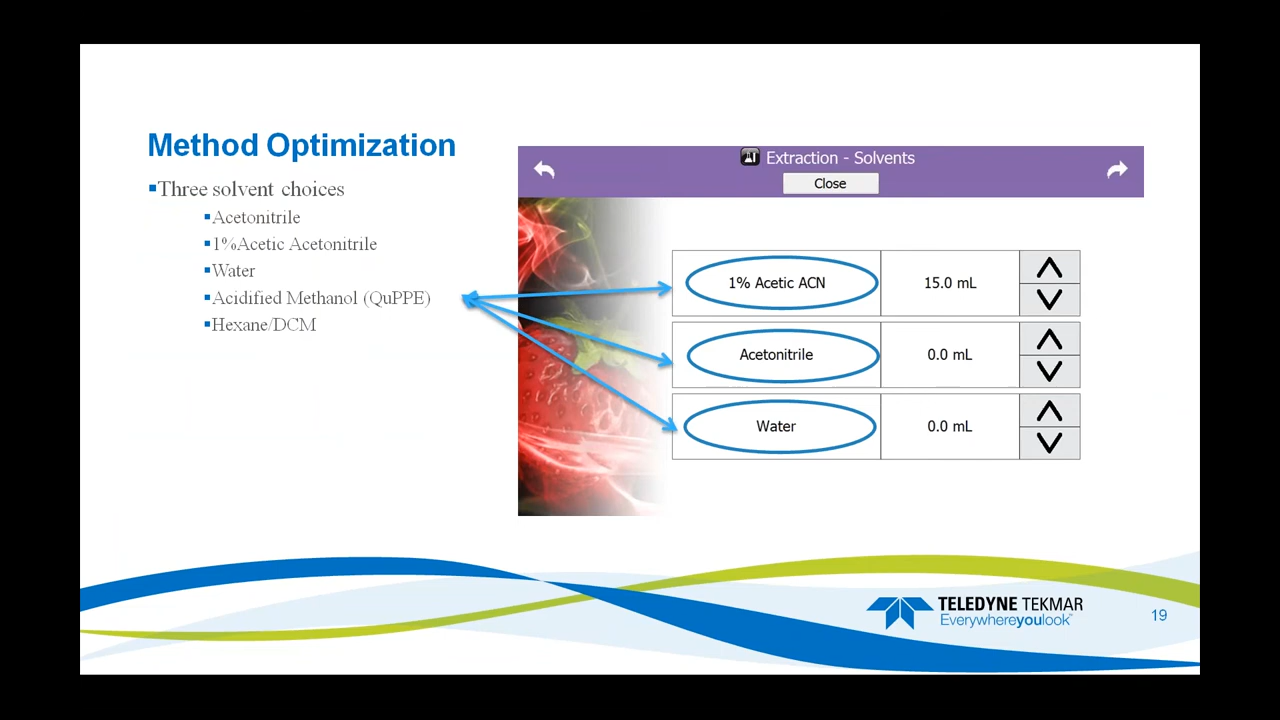 Method Optimization
Three solvent choices
Acetonitrile
1%Acetic Acetonitrile
Water
Acidified Methanol (QuPPE)
Hexane/DCM
Extraction - Solvents
Close
1% Acetic ACN 15.0 mL
Acetonitrile 0.0 mL
Water 0.0 mL
TELEDYNE TEKMAR
Everywhereyoulook™
19